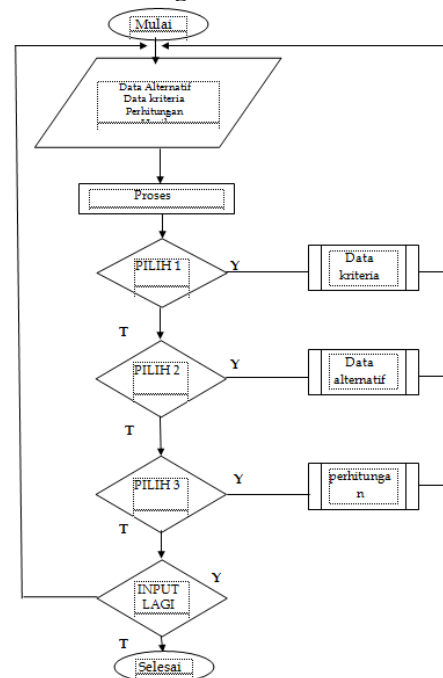 Mulai
Data Alternatif
Data kriteria
Perhitungan
Proses
PILIH 1
Y
Data
kriteria
T
PILIH 2
Y
Data
alternatif
T
PILIH 3
Y
perhitunga
n
T
INPUT
LAGI
Y
T
Selesai